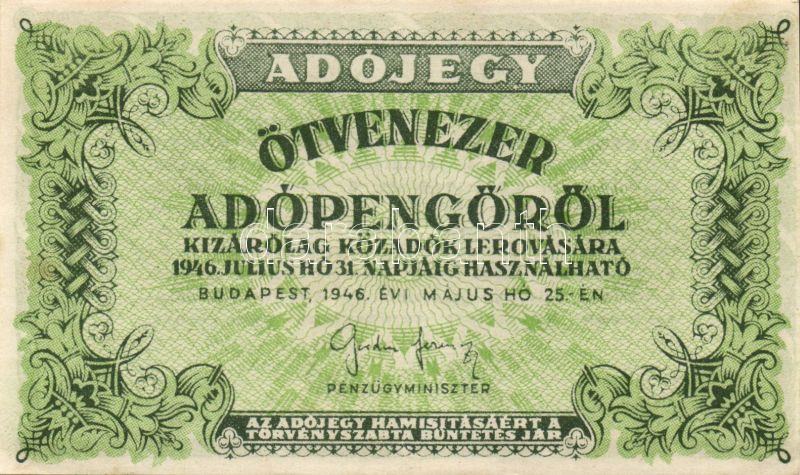 ADÓJEGY
ÖTVENEZER
ADÓPENGŐRŐL
KIZÁRÓLAG KÖZADÓK LEROVÁSÁRA
1946. JULIUS HÓ 31. NAPJÁIG HASZNÁLHATÓ
BUDAPEST, 1946. ÉVI MÁJUS HÓ 25.-ÉN
PÉNZÜGYMINISZTER
AZ ADÓJEGY HAMISITÁSÁÉRT A
TÖRVÉNYSZABTA BÜNTETÉS JÁR